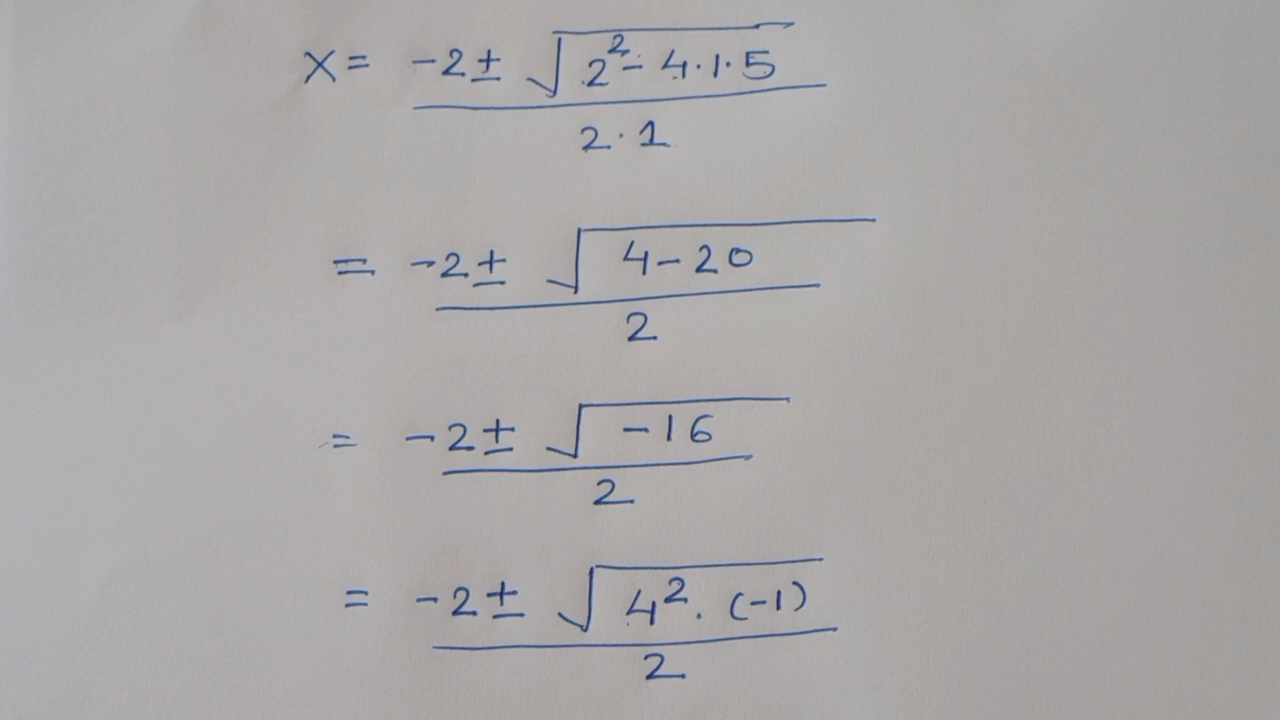 x = -2 ± √(2² - 4·1·5) / 2·1
= -2 ± √(4 - 20) / 2
= -2 ± √(-16) / 2
= -2 ± √(4² · (-1)) / 2